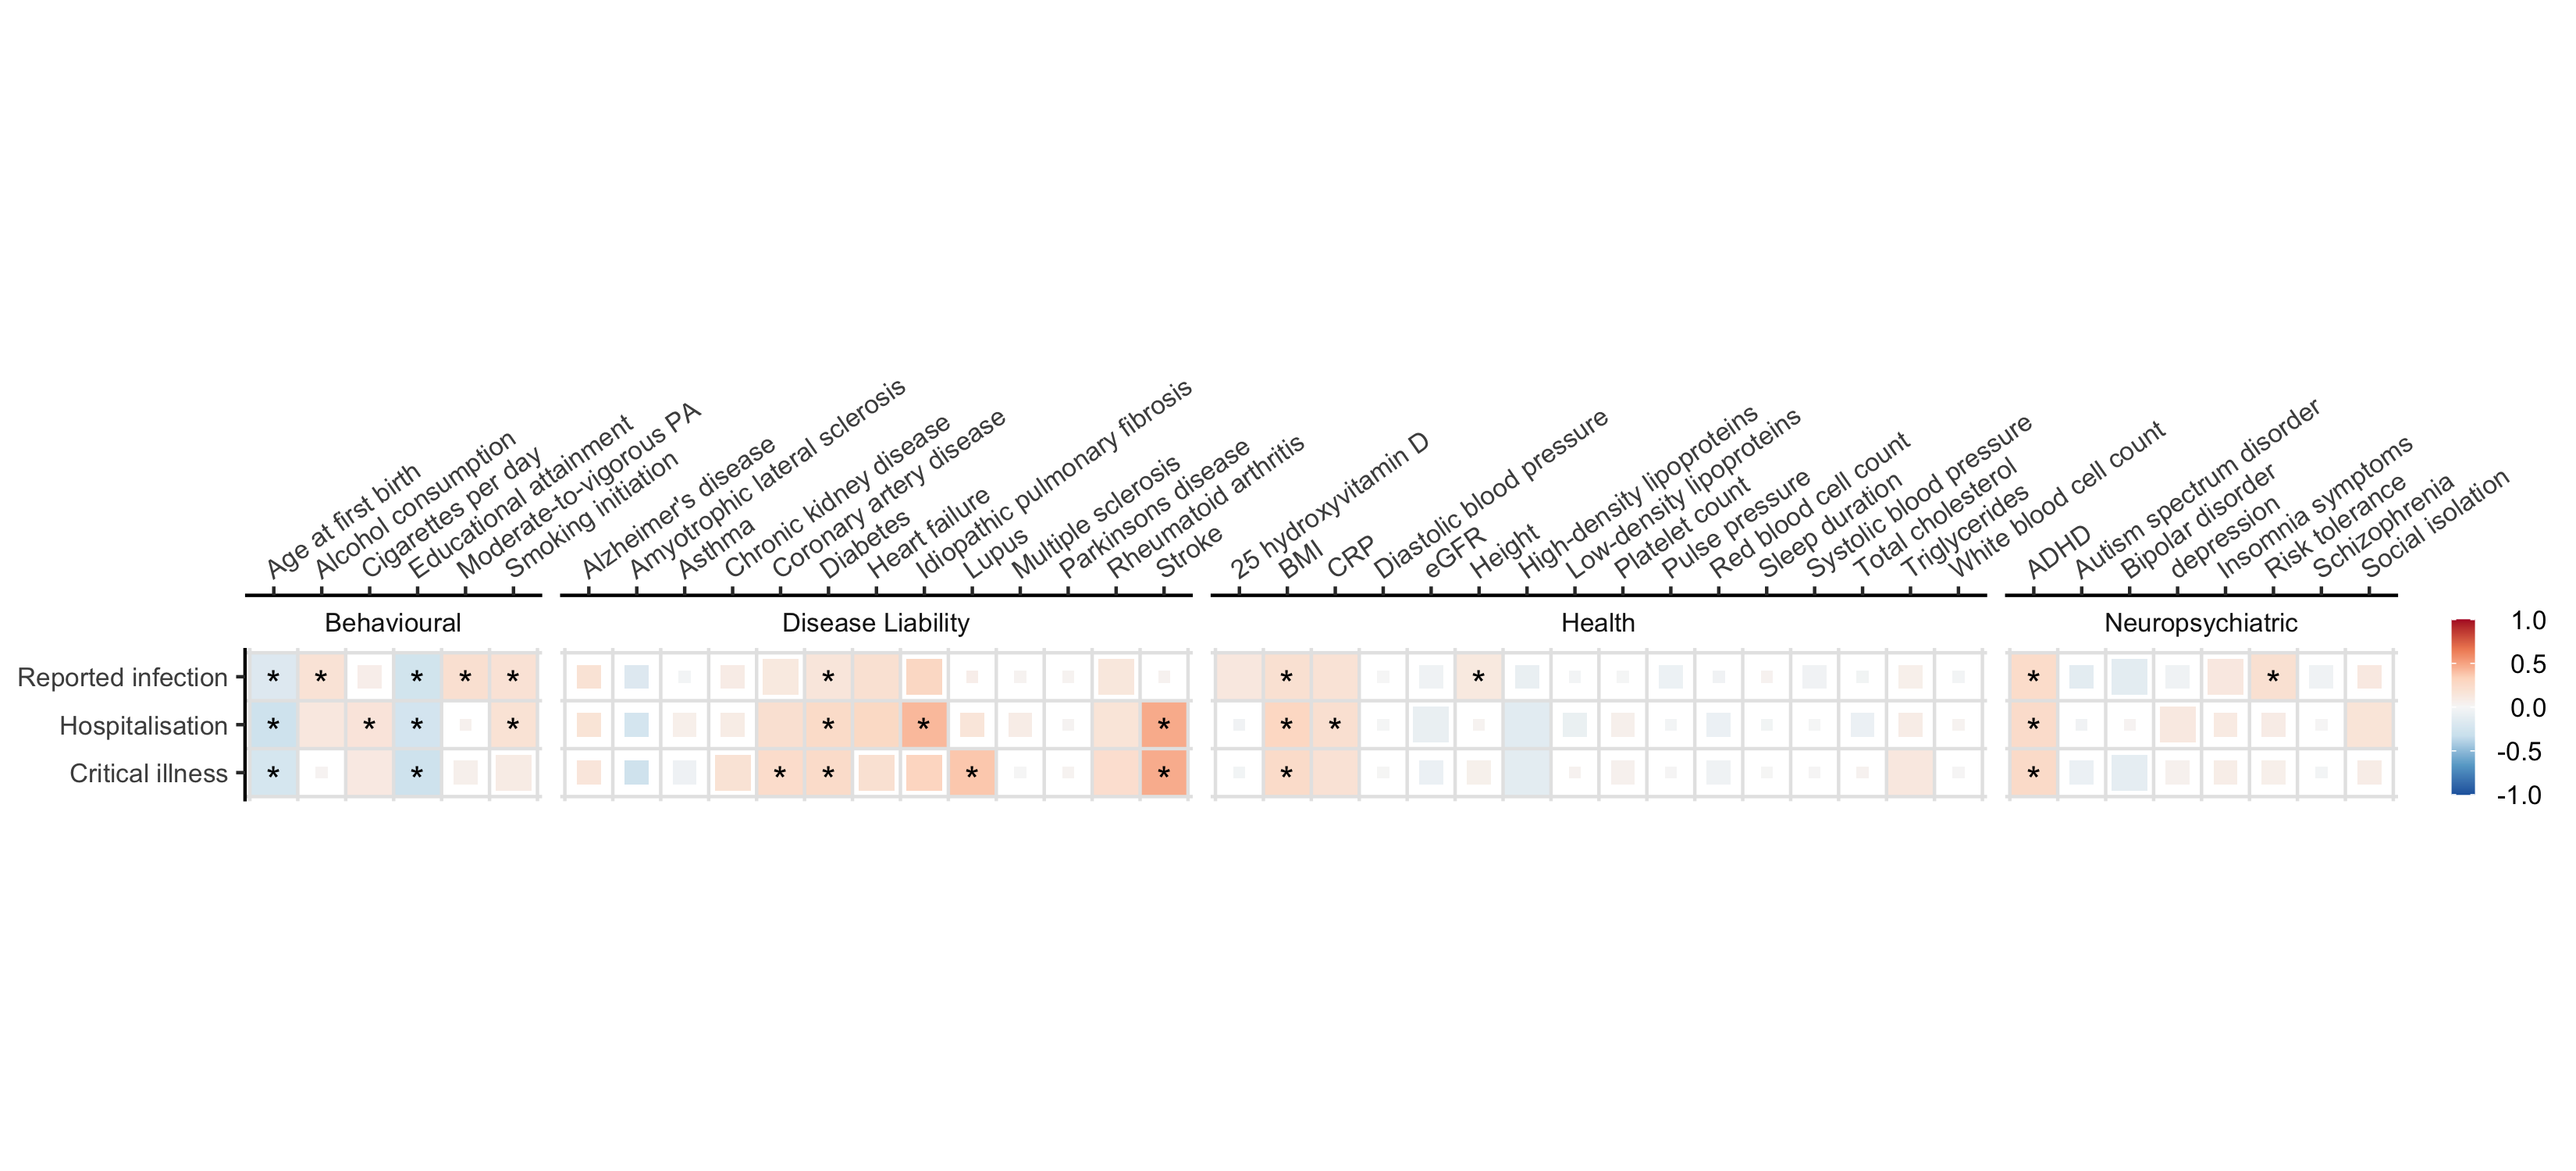 Age at first birth
Alcohol consumption
Cigarettes per day
Educational attainment
Moderate-to-vigorous PA
Smoking initiation
Alzheimer's disease
Amyotrophic lateral sclerosis
Asthma
Chronic kidney disease
Coronary artery disease
Diabetes
Heart failure
Idiopathic pulmonary fibrosis
Lupus
Multiple sclerosis
Parkinsons disease
Rheumatoid arthritis
Stroke
25 hydroxyvitamin D
BMI
CRP
Diastolic blood pressure
eGFR
Height
High-density lipoproteins
Low-density lipoproteins
Platelet count
Pulse pressure
Red blood cell count
Sleep duration
Systolic blood pressure
Total cholesterol
Triglycerides
White blood cell count
ADHD
Autism spectrum disorder
Bipolar disorder
depression
Insomnia symptoms
Risk tolerance
Schizophrenia
Social isolation
Behavioural
Disease Liability
Health
Neuropsychiatric
Reported infection * * * * * * * * * *
Hospitalisation * * * * * * * * * *
Critical illness * * * * * * * *
1.0
0.5
0.0
-0.5
-1.0